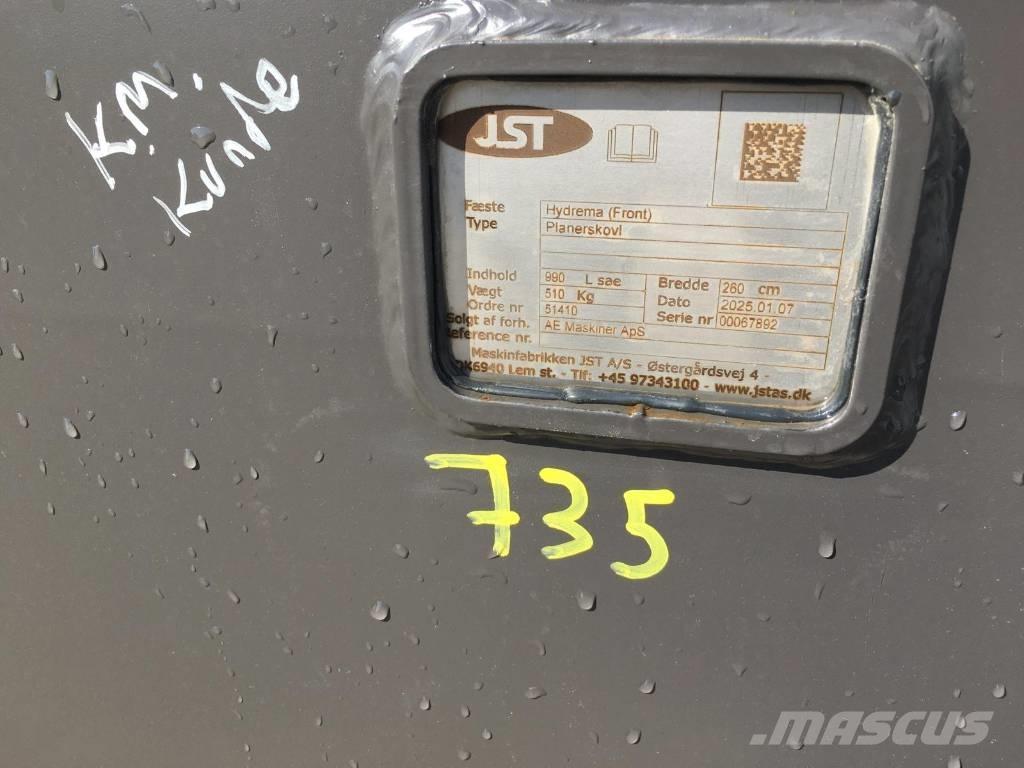 K.M.
Kunde
JST
Fæste Hydrema (Front)
Type Planerskovl
Indhold 990 L sae Bredde 260 cm
Vægt 510 Kg Dato 2025.01.07
Ordre nr 51410 Serie nr 00067892
Solgt af forh. AE Maskiner ApS
Reference nr.
Maskinfabrikken JST A/S - Østergårdsvej 4 -
DK6940 Lem st. - Tlf: +45 97343100 - www.jstas.dk
735
MASCUS